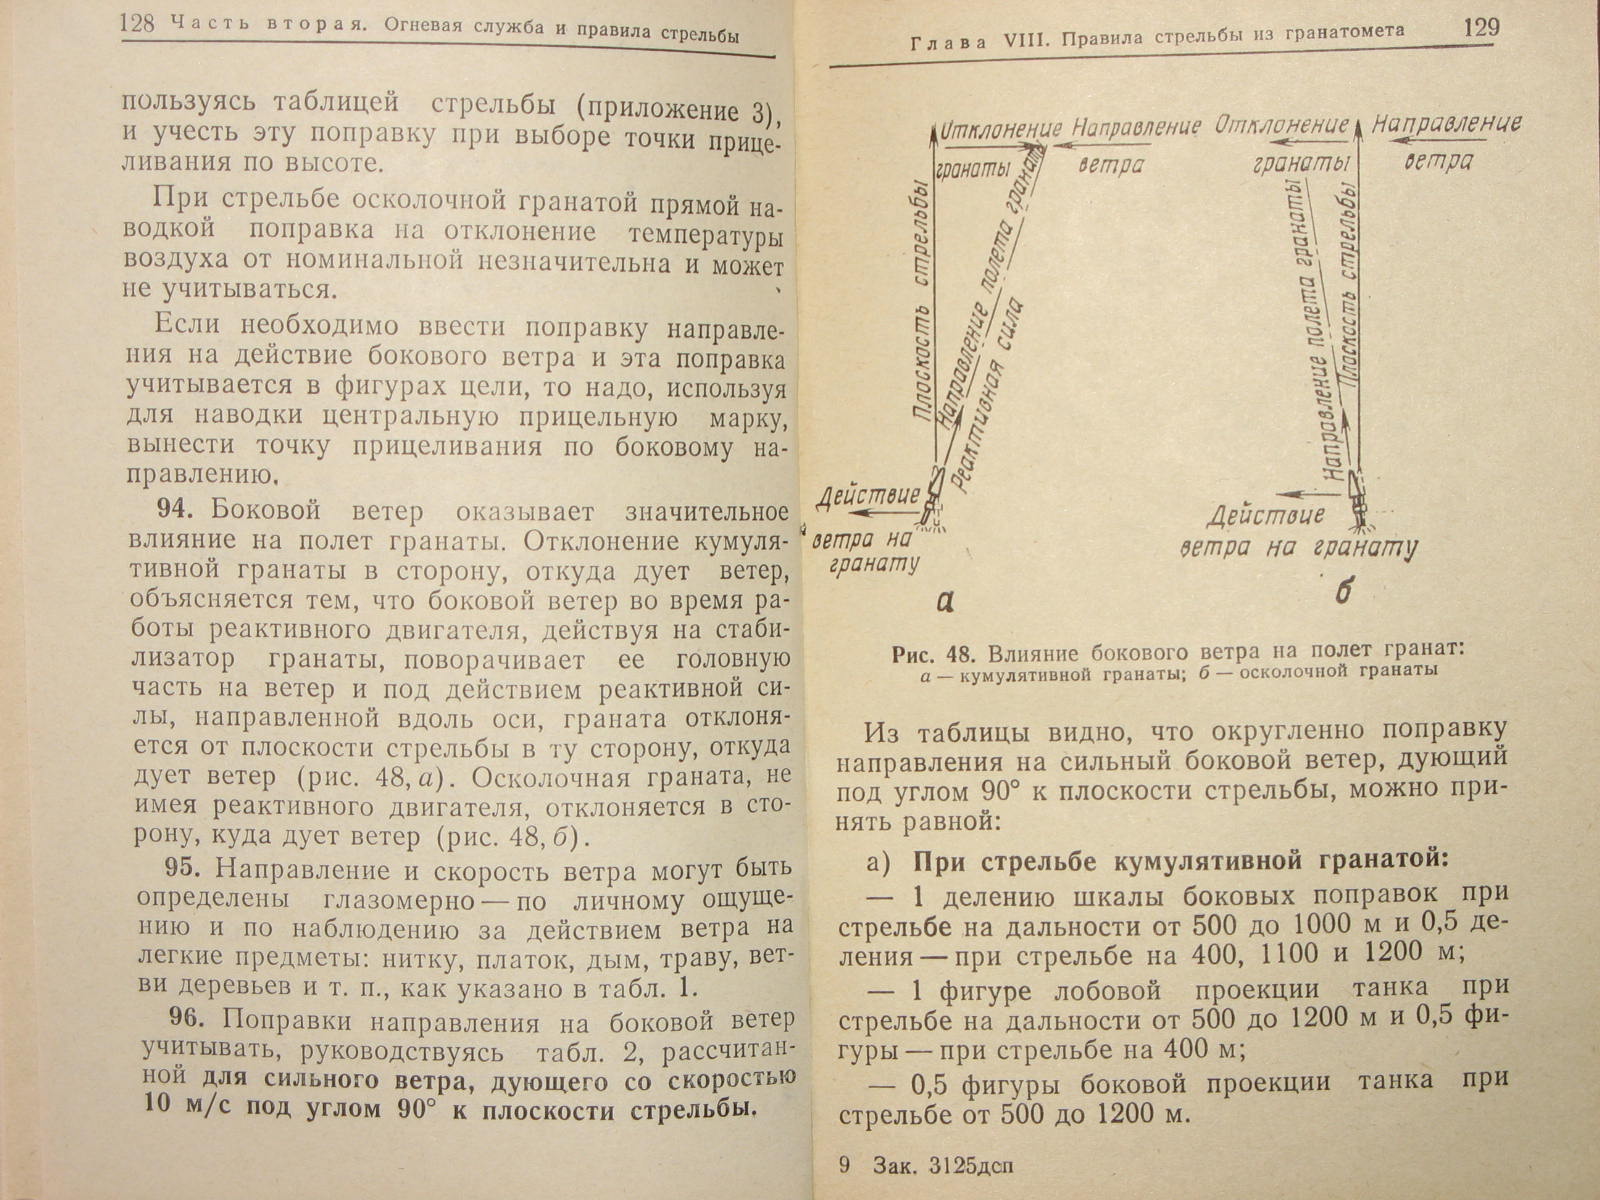 128 Часть вторая. Огневая служба и правила стрельбы
пользуясь таблицей стрельбы (приложение 3),
и учесть эту поправку при выборе точки прице-
ливания по высоте.
При стрельбе осколочной гранатой прямой на-
водкой поправка на отклонение температуры
воздуха от номинальной незначительна и может
не учитываться.
Если необходимо ввести поправку направле-
ния на действие бокового ветра и эта поправка
учитывается в фигурах цели, то надо, используя
для наводки центральную прицельную марку,
вынести точку прицеливания по боковому на-
правлению.
94. Боковой ветер оказывает значительное
влияние на полет гранаты. Отклонение кумуля-
тивной гранаты в сторону, откуда дует ветер,
объясняется тем, что боковой ветер во время ра-
боты реактивного двигателя, действуя на стаби-
лизатор гранаты, поворачивает ее головную
часть на ветер и под действием реактивной си-
лы, направленной вдоль оси, граната отклоня-
ется от плоскости стрельбы в ту сторону, откуда
дует ветер (рис. 48, а). Осколочная граната, не
имея реактивного двигателя, отклоняется в сто-
рону, куда дует ветер (рис. 48, б).
95. Направление и скорость ветра могут быть
определены глазомерно — по личному ощуще-
нию и по наблюдению за действием ветра на
легкие предметы: нитку, платок, дым, траву, вет-
ви деревьев и т. п., как указано в табл. 1.
96. Поправки направления на боковой ветер
учитывать, руководствуясь табл. 2, рассчитан-
ной для сильного ветра, дующего со скоростью
10 м/с под углом 90° к плоскости стрельбы.
Глава VIII. Правила стрельбы из гранатомета 129
Отклонение
гранаты
Направление
ветра
Плоскость стрельбы
Направление полета гранаты
Реактивная сила
Действие
ветра на
гранату
а
Отклонение
гранаты
Направление
ветра
Направление полета гранаты
Плоскость стрельбы
Действие
ветра на гранату
б
Рис. 48. Влияние бокового ветра на полет гранат:
а — кумулятивной гранаты; б — осколочной гранаты
Из таблицы видно, что округленно поправку
направления на сильный боковой ветер, дующий
под углом 90° к плоскости стрельбы, можно при-
нять равной:
а) При стрельбе кумулятивной гранатой:
— 1 делению шкалы боковых поправок при
стрельбе на дальности от 500 до 1000 м и 0,5 де-
ления — при стрельбе на 400, 1100 и 1200 м;
— 1 фигуре лобовой проекции танка при
стрельбе на дальности от 500 до 1200 м и 0,5 фи-
гуры — при стрельбе на 400 м;
— 0,5 фигуры боковой проекции танка при
стрельбе от 500 до 1200 м.
9 Зак. 3125дсп